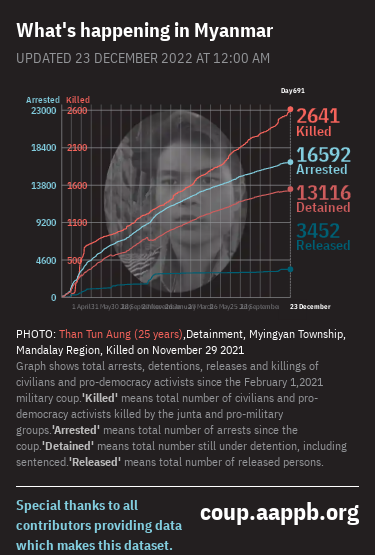 What's happening in Myanmar
UPDATED 23 DECEMBER 2022 AT 12:00 AM
Day691
Arrested Killed
23000 2600
2641
Killed
18400 2100
16592
Arrested
13800 1600
13116
Detained
9200 1100
3452
Released
4600 500
0
23 December
PHOTO: Than Tun Aung (25 years),Detainment, Myingyan Township,
Mandalay Region, Killed on November 29 2021
Graph shows total arrests, detentions, releases and killings of
civilians and pro-democracy activists since the February 1,2021
military coup.'Killed' means total number of civilians and pro-
democracy activists killed by the junta and pro-military
groups.'Arrested' means total number of arrests since the
coup.'Detained' means total number still under detention, including
sentenced.'Released' means total number of released persons.
Special thanks to all
contributors providing data
which makes this dataset.
coup.aappb.org